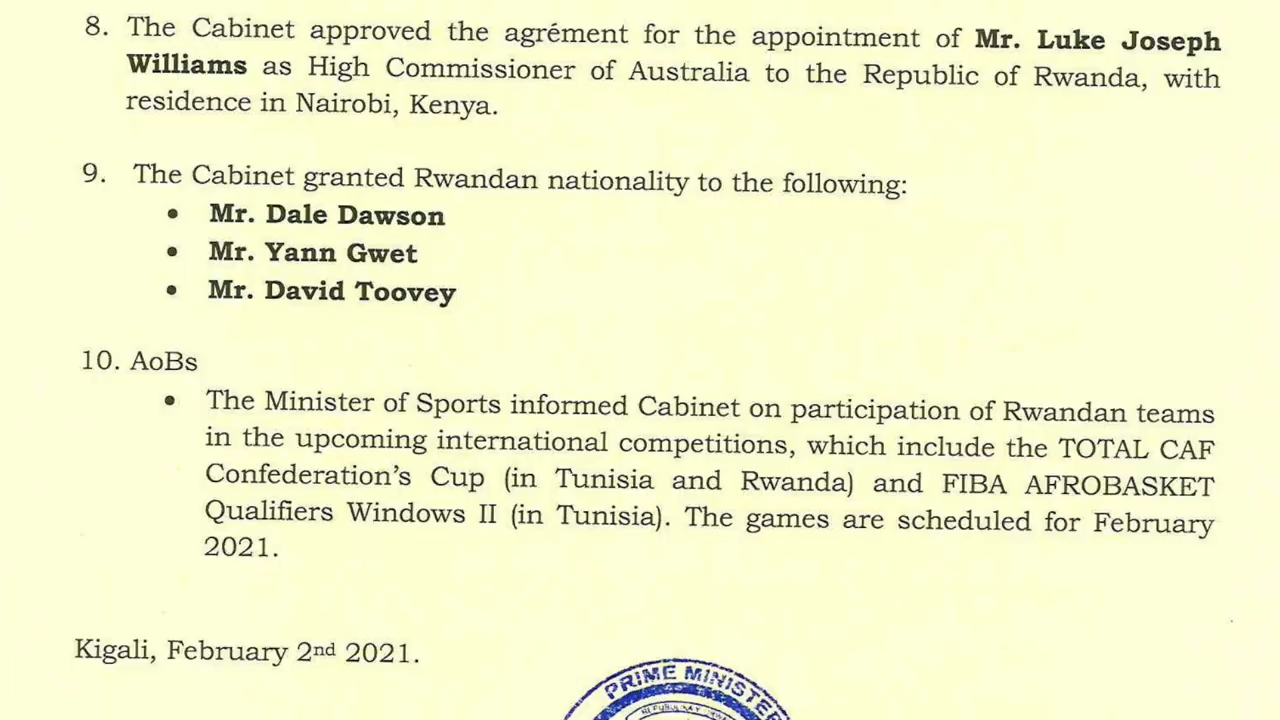 8. The Cabinet approved the agrément for the appointment of Mr. Luke Joseph
Williams as High Commissioner of Australia to the Republic of Rwanda, with
residence in Nairobi, Kenya.
9. The Cabinet granted Rwandan nationality to the following:
• Mr. Dale Dawson
• Mr. Yann Gwet
• Mr. David Toovey
10. AoBs
• The Minister of Sports informed Cabinet on participation of Rwandan teams
in the upcoming international competitions, which include the TOTAL CAF
Confederation's Cup (in Tunisia and Rwanda) and FIBA AFROBASKET
Qualifiers Windows II (in Tunisia). The games are scheduled for February
2021.
Kigali, February 2nd 2021.
PRIME MINISTER